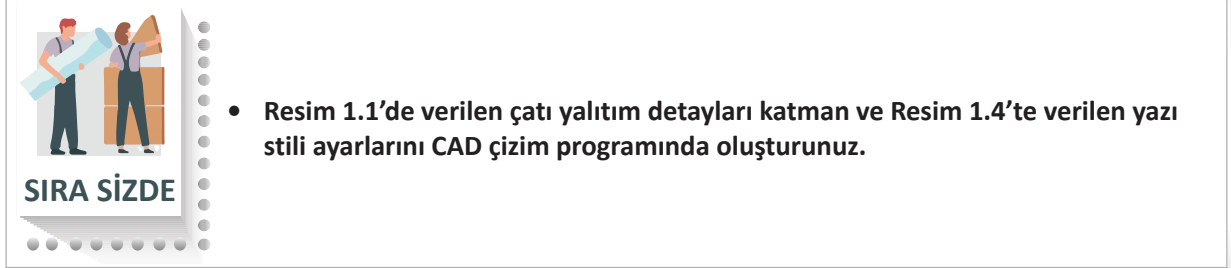 • Resim 1.1’de verilen çatı yalıtım detayları katman ve Resim 1.4’te verilen yazı
stili ayarlarını CAD çizim programında oluşturunuz.
SIRA SİZDE